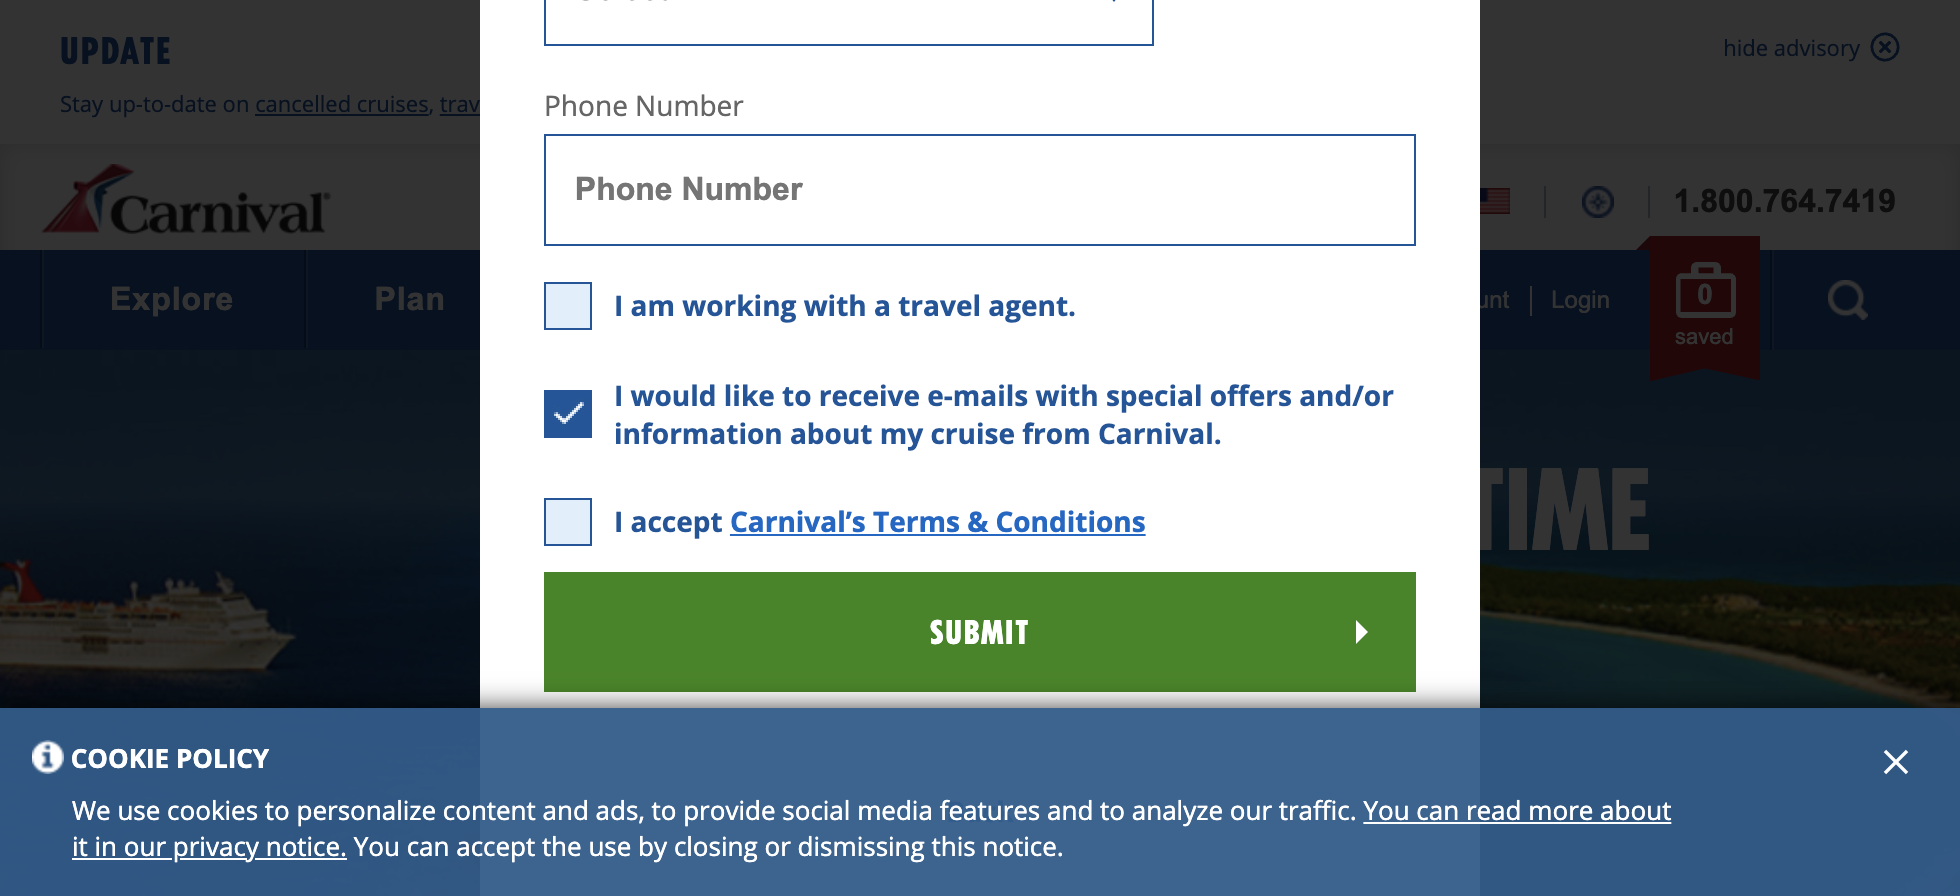 UPDATE
hide advisory
Stay up-to-date on cancelled cruises,
Phone Number
Phone Number
Carnival
1.800.764.7419
Explore
Plan
Login
0
saved
I am working with a travel agent.
I would like to receive e-mails with special offers and/or
information about my cruise from Carnival.
I accept Carnival's Terms & Conditions
TIME
SUBMIT
COOKIE POLICY
We use cookies to personalize content and ads, to provide social media features and to analyze our traffic. You can read more about
it in our privacy notice. You can accept the use by closing or dismissing this notice.